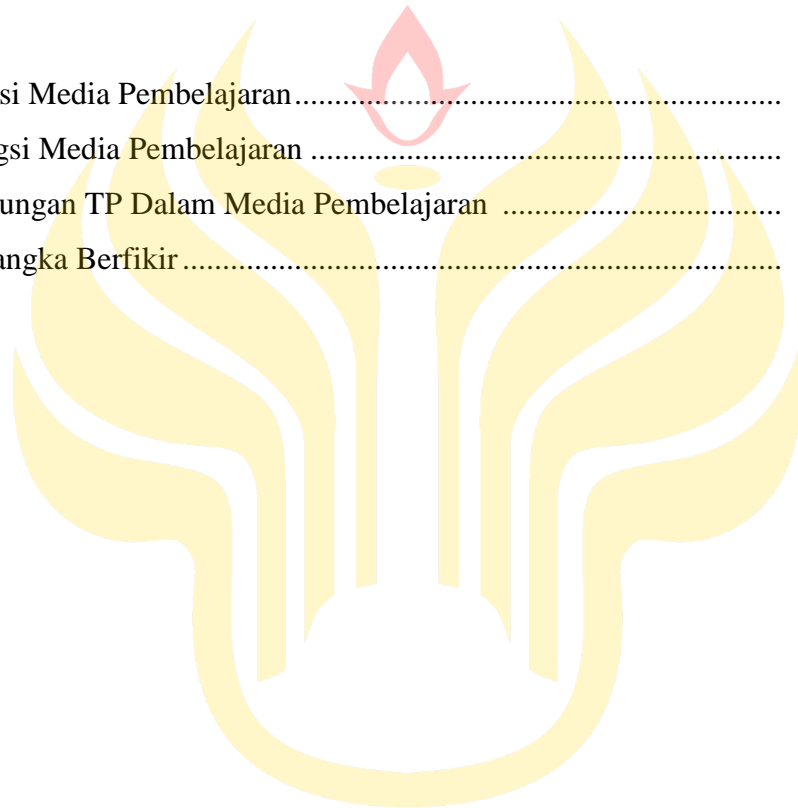 si Media Pembelajaran.............................................................
gsi Media Pembelajaran ...........................................................
ungan TP Dalam Media Pembelajaran ...................................
angka Berfikir...........................................................................